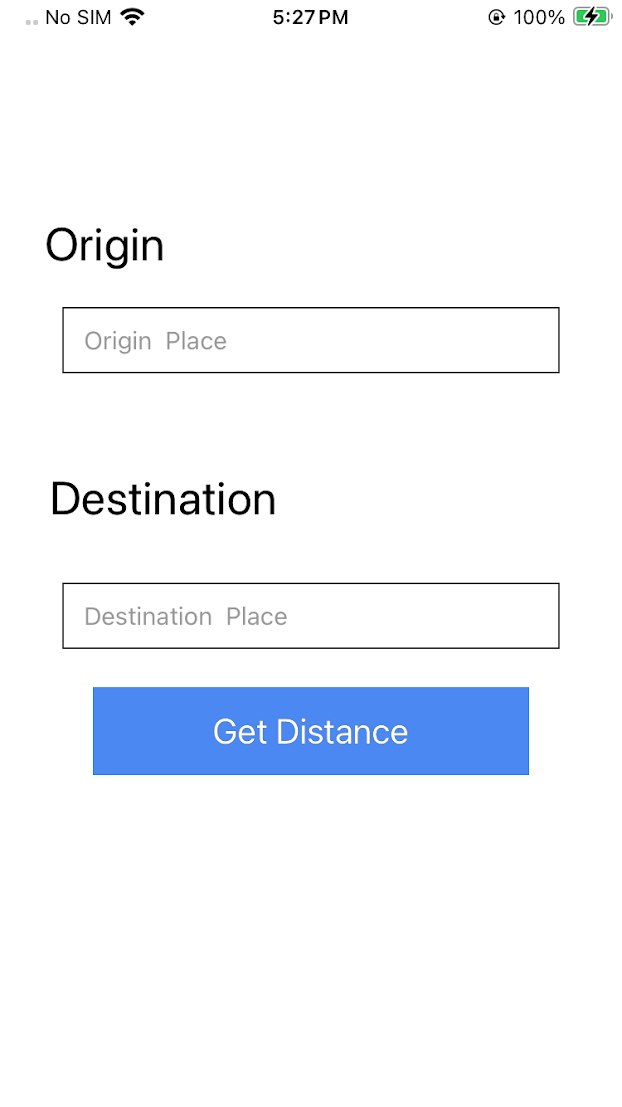 No SIM 5:27 PM 100%
Origin
Origin Place
Destination
Destination Place
Get Distance